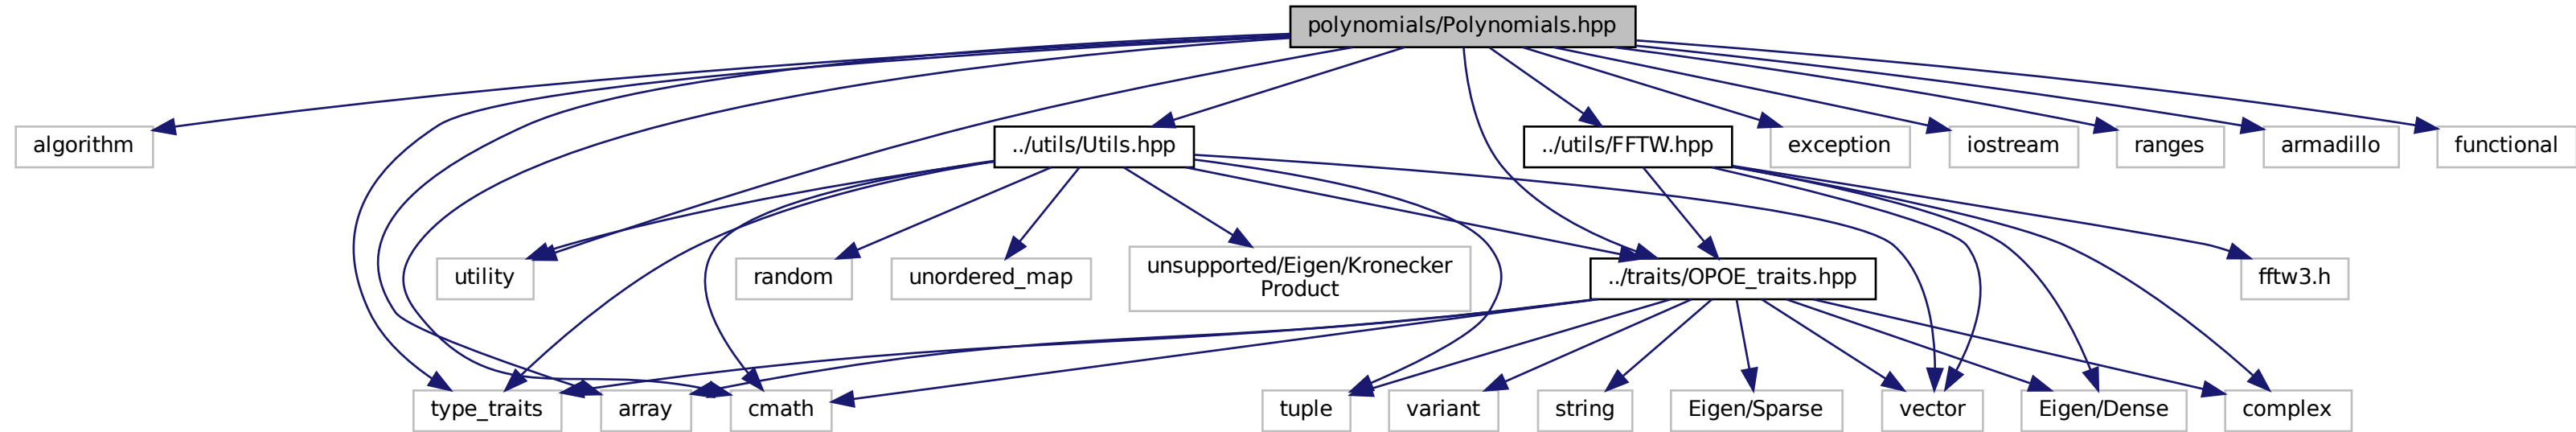 polynomials/Polynomials.hpp
algorithm
../utils/Utils.hpp
../utils/FFTW.hpp
exception
iostream
ranges
armadillo
functional
utility
random
unordered_map
unsupported/Eigen/Kronecker
Product
../traits/OPOE_traits.hpp
fftw3.h
type_traits
array
cmath
tuple
variant
string
Eigen/Sparse
vector
Eigen/Dense
complex